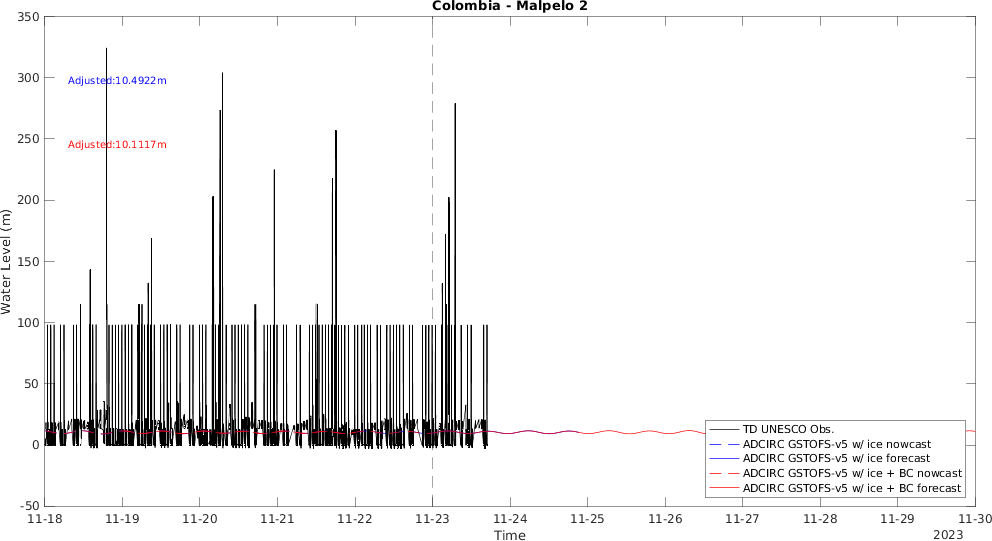 Colombia - Malpelo 2
350
300
250
200
150
100
50
0
-50
Water Level (m)
Adjusted:10.4922m
Adjusted:10.1117m
TD UNESCO Obs.
ADCIRC GSTOFS-v5 w/ ice nowcast
ADCIRC GSTOFS-v5 w/ ice forecast
ADCIRC GSTOFS-v5 w/ ice + BC nowcast
ADCIRC GSTOFS-v5 w/ ice + BC forecast
11-18 11-19 11-20 11-21 11-22 11-23 11-24 11-25 11-26 11-27 11-28 11-29 11-30
Time
2023